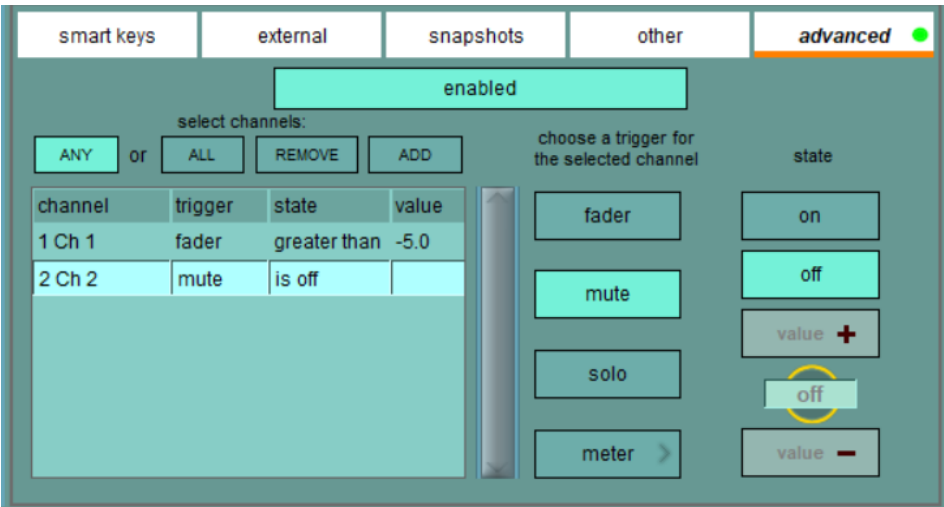 smart keys external snapshots other advanced
enabled
select channels:
ANY or ALL REMOVE ADD
channel trigger state value
1 Ch 1 fader greater than -5.0
2 Ch 2 mute is off
choose a trigger for
the selected channel
fader
mute
solo
meter
state
on
off
value +
off
value -